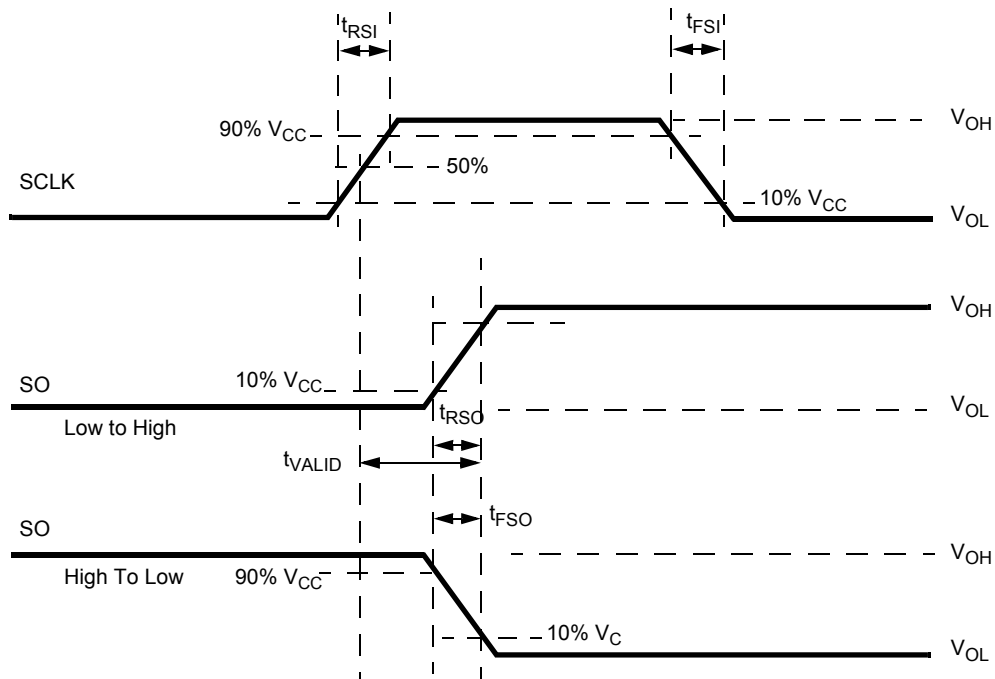 tRSI
tFSI
90% VCC
VOH
50%
SCLK
10% VCC
VOL
VOH
SO
10% VCC
tRSO
VOL
Low to High
tVALID
tFSO
SO
VOH
High To Low
90% VCC
10% VC
VOL